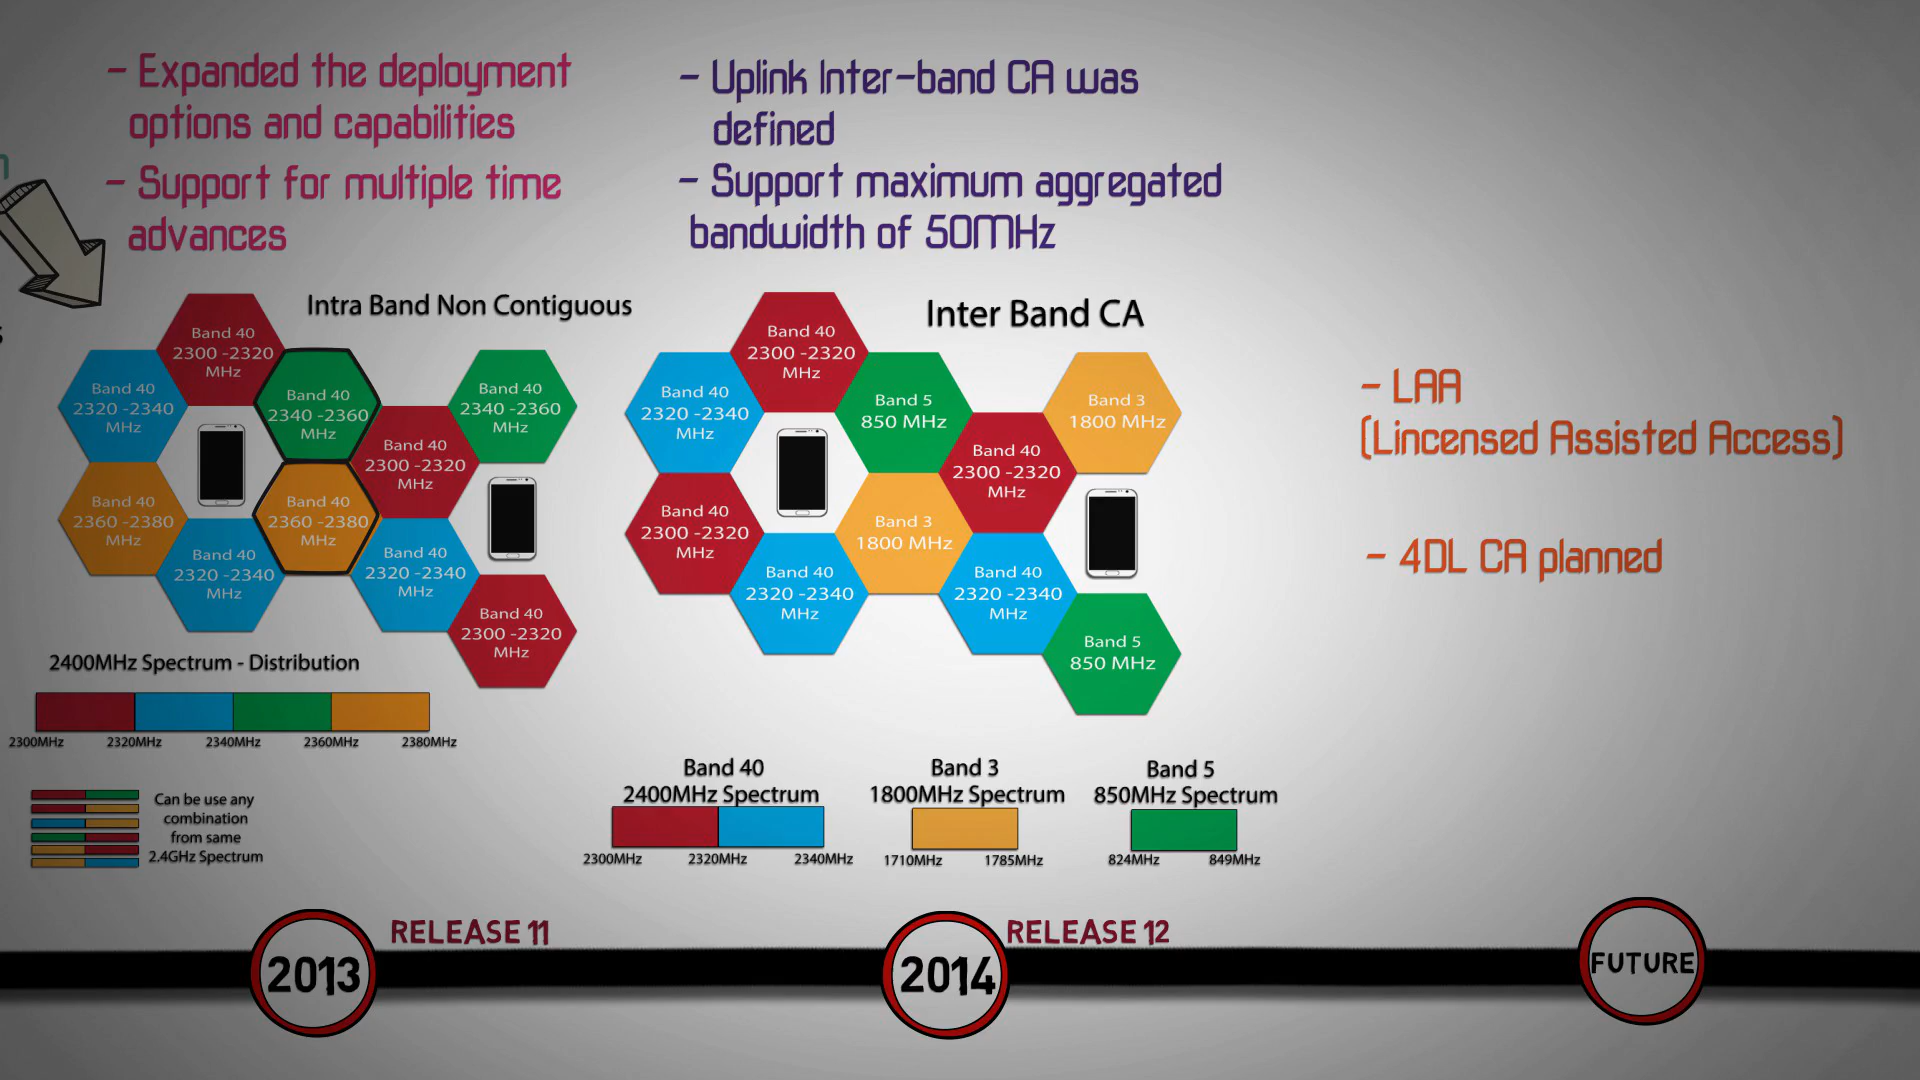 - Expanded the deployment
options and capabilities
- Support for multiple time
advances
Intra Band Non Contiguous
Band 40
2300 -2320
MHz
Band 40
2320 -2340
MHz
Band 40
2340 -2360
MHz
Band 40
2340 -2360
MHz
Band 40
2300 -2320
MHz
Band 40
2360 -2380
MHz
Band 40
2360 -2380
MHz
Band 40
2320 -2340
MHz
Band 40
2320 -2340
MHz
Band 40
2300 -2320
MHz
2400MHz Spectrum - Distribution
2300MHz 2320MHz 2340MHz 2360MHz 2380MHz
Can be use any
combination
from same
2.4GHz Spectrum
- Uplink Inter-band CA was
defined
- Support maximum aggregated
bandwidth of 50MHz
Inter Band CA
Band 40
2300 -2320
MHz
Band 40
2320 -2340
MHz
Band 5
850 MHz
Band 3
1800 MHz
Band 40
2300 -2320
MHz
Band 40
2300 -2320
MHz
Band 3
1800 MHz
Band 40
2320 -2340
MHz
Band 40
2320 -2340
MHz
Band 5
850 MHz
Band 40
2400MHz Spectrum
2300MHz 2320MHz 2340MHz
Band 3
1800MHz Spectrum
1710MHz 1785MHz
Band 5
850MHz Spectrum
824MHz 849MHz
- LAA
(Lincensed Assisted Access)
- 4DL CA planned
2013
RELEASE 11
2014
RELEASE 12
FUTURE